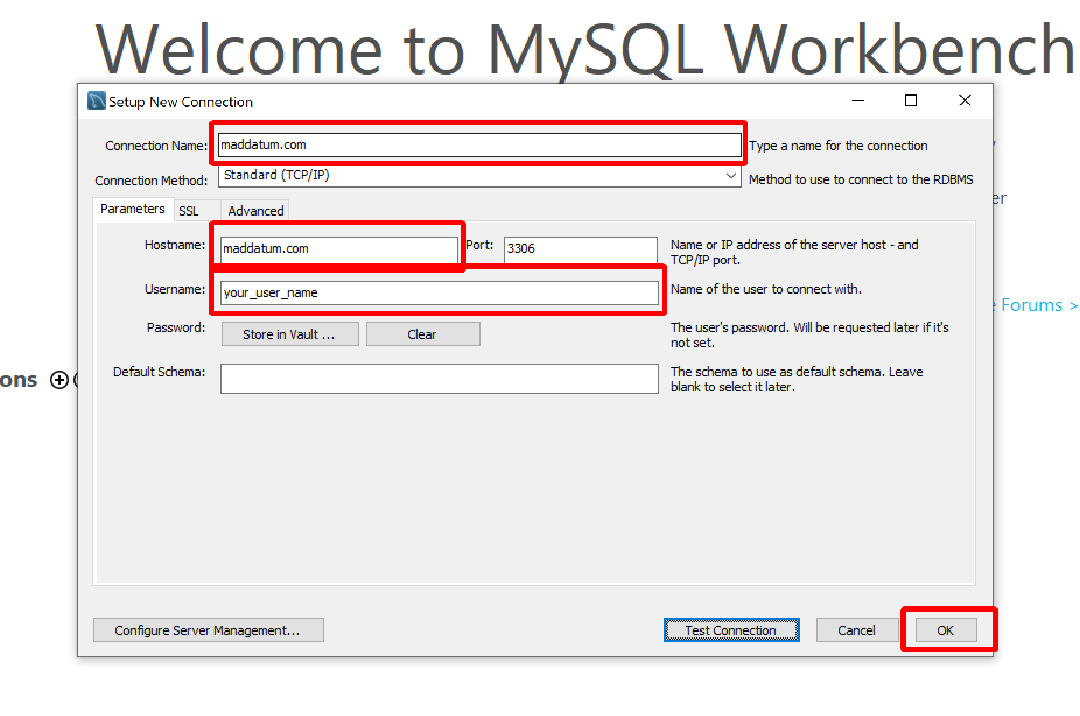 Welcome to MySQL Workbench
Setup New Connection
Connection Name: maddatum.com Type a name for the connection
Connection Method: Standard (TCP/IP) Method to use to connect to the RDBMS
er
Parameters SSL Advanced
Hostname: maddatum.com Port: 3306 Name or IP address of the server host - and
TCP/IP port.
Username: your_user_name Name of the user to connect with.
Forums >
Password: Store in Vault ... Clear The user's password. Will be requested later if it's
not set.
ons
Default Schema: The schema to use as default schema. Leave
blank to select it later.
Configure Server Management... Test Connection Cancel OK